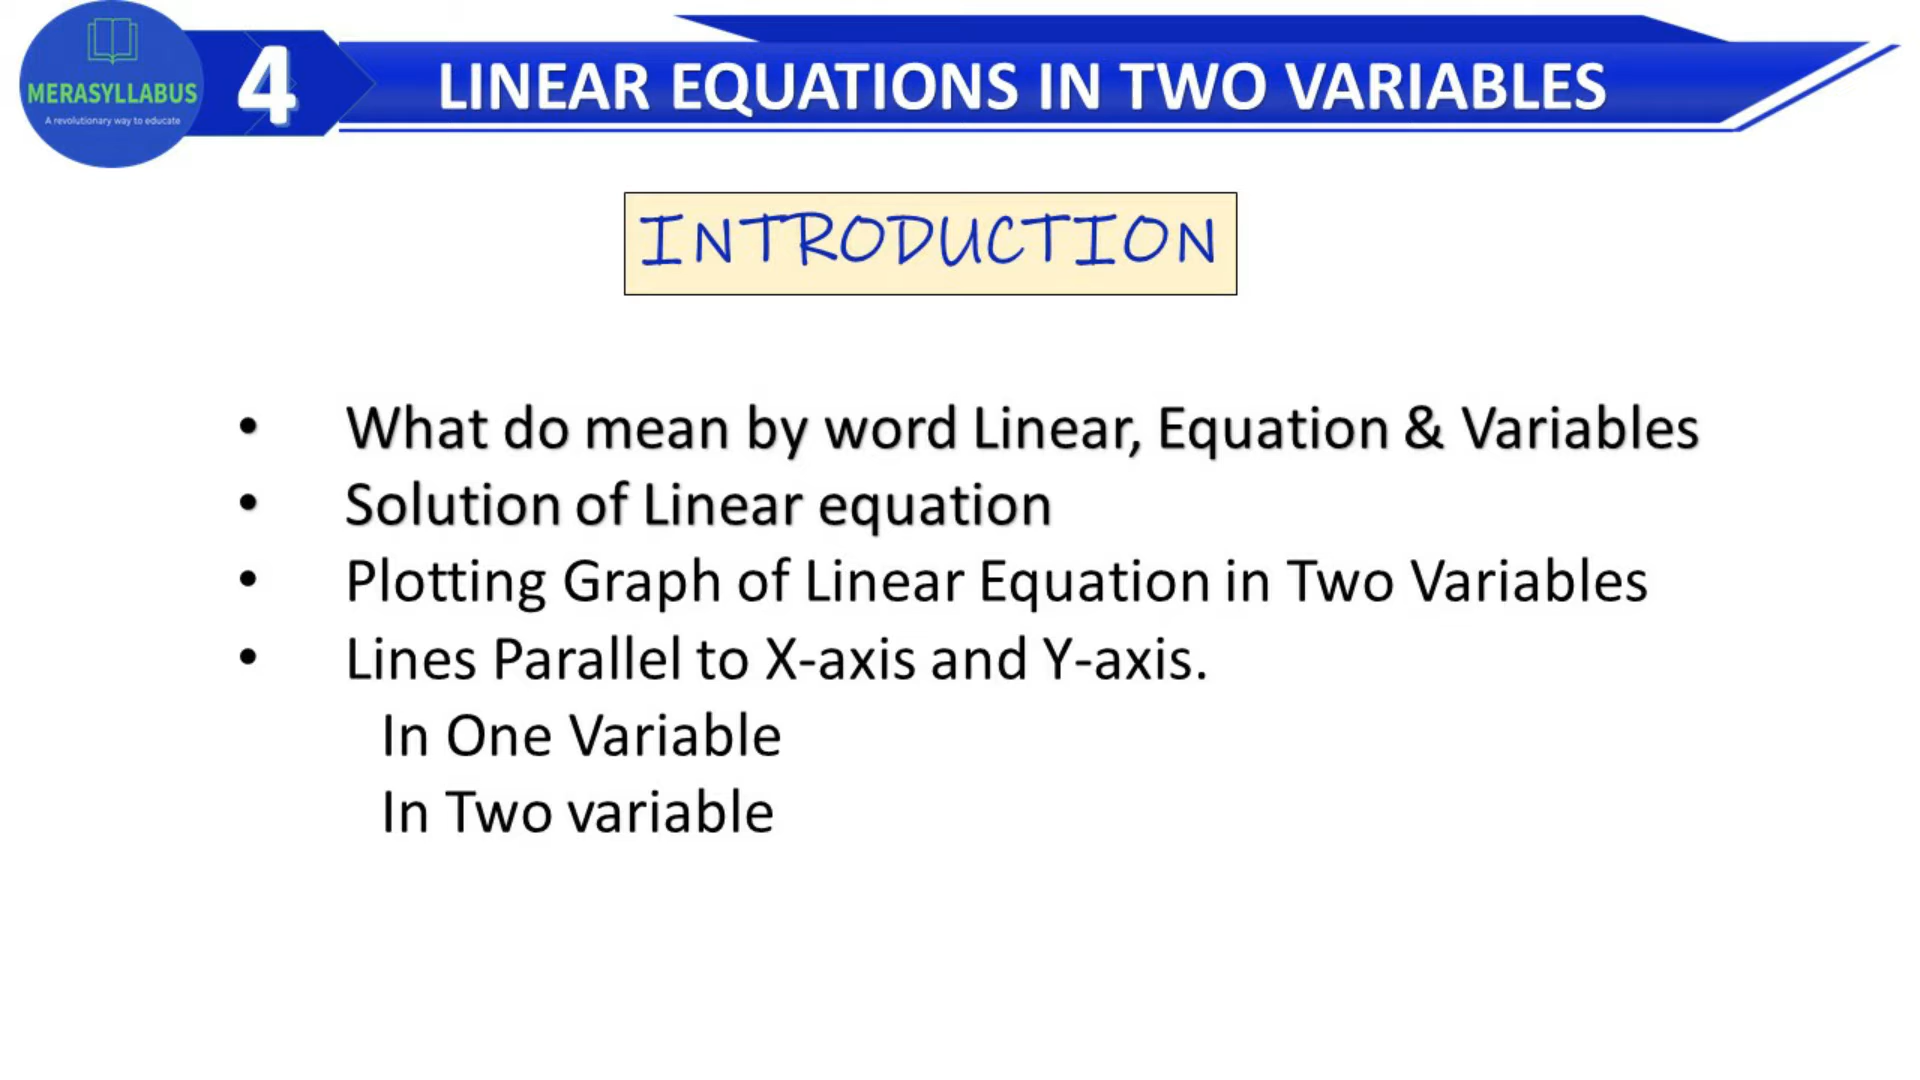 MERASYLLABUS
A revolutionary way to educate
4
LINEAR EQUATIONS IN TWO VARIABLES
INTRODUCTION
• What do mean by word Linear, Equation & Variables
• Solution of Linear equation
• Plotting Graph of Linear Equation in Two Variables
• Lines Parallel to X-axis and Y-axis.
In One Variable
In Two variable